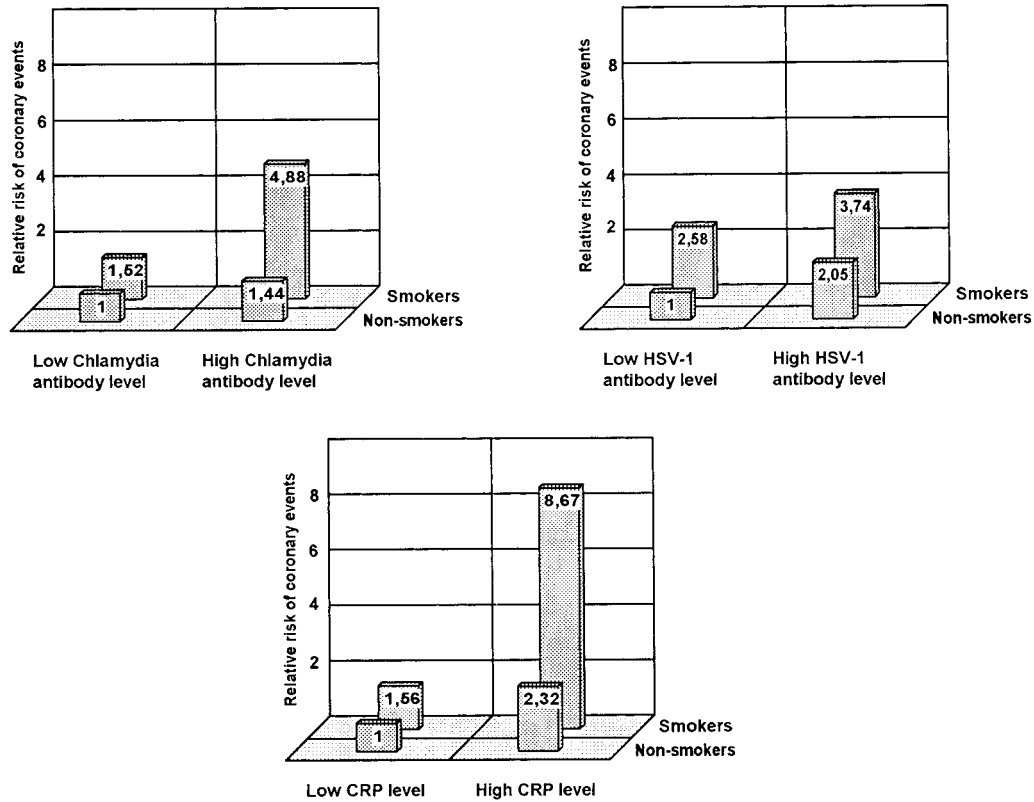 Relative risk of coronary events
8
6
4
2
4,88
1,52
1,44
1
Smokers
Non-smokers
Low Chlamydia
antibody level
High Chlamydia
antibody level
Relative risk of coronary events
8
6
4
2
3,74
2,58
2,05
1
Smokers
Non-smokers
Low HSV-1
antibody level
High HSV-1
antibody level
Relative risk of coronary events
8
6
4
2
8,67
1,56
2,32
1
Smokers
Non-smokers
Low CRP level
High CRP level